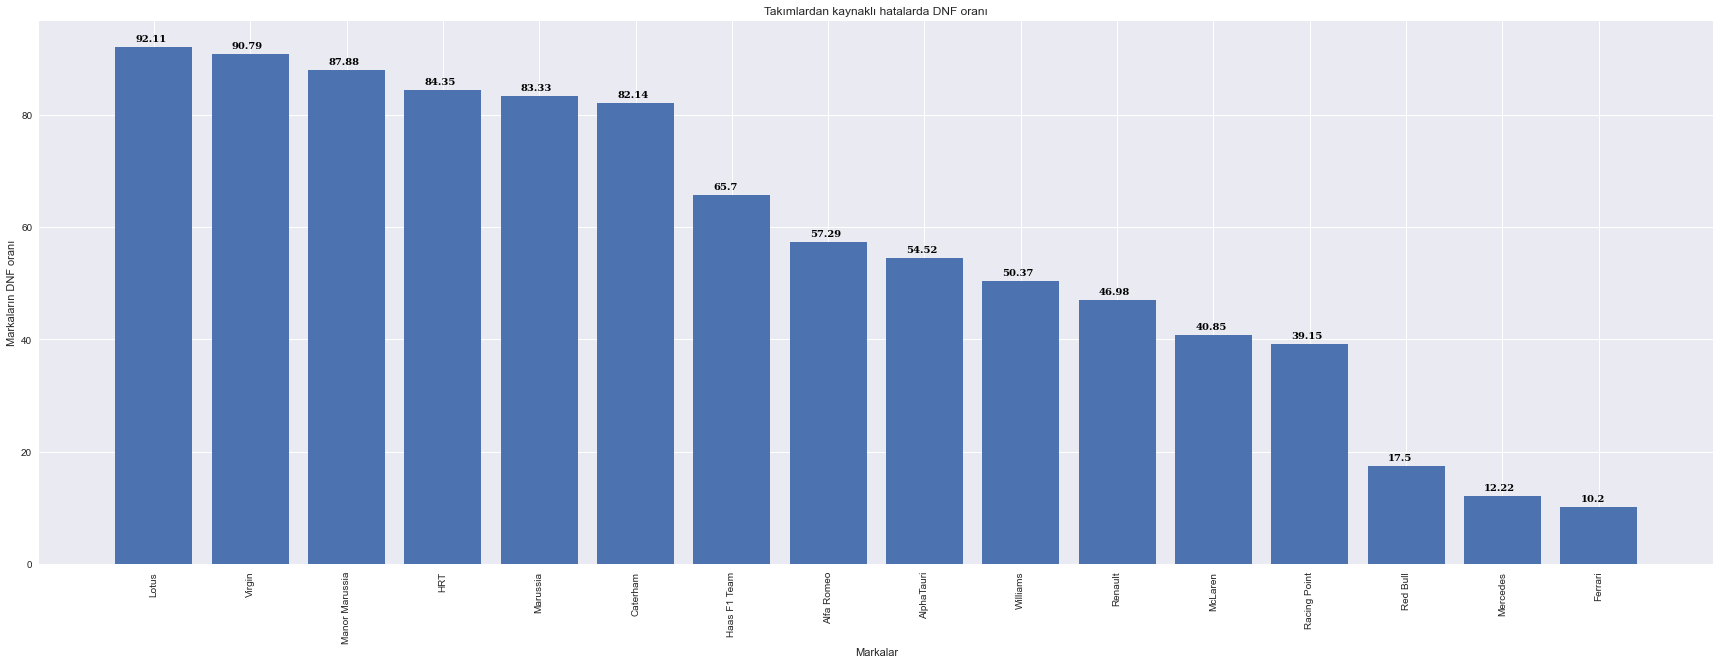 Takımlardan kaynaklı hatalarda DNF oranı
Markaların DNF oranı
80
60
40
20
0
92.11
90.79
87.88
84.35
83.33
82.14
65.7
57.29
54.52
50.37
46.98
40.85
39.15
17.5
12.22
10.2
Lotus
Virgin
Manor Marussia
HRT
Marussia
Caterham
Haas F1 Team
Alfa Romeo
AlphaTauri
Williams
Renault
McLaren
Racing Point
Red Bull
Mercedes
Ferrari
Markalar